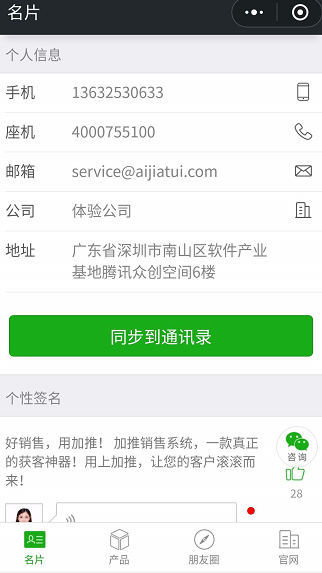 名片
个人信息
手机 13632530633
座机 4000755100
邮箱 service@aijiatui.com
公司 体验公司
地址 广东省深圳市南山区软件产业
基地腾讯众创空间6楼
同步到通讯录
个性签名
好销售，用加推！ 加推销售系统，一款真正
的获客神器！用上加推，让您的客户滚滚而
来！
咨询
28
名片 产品 朋友圈 官网